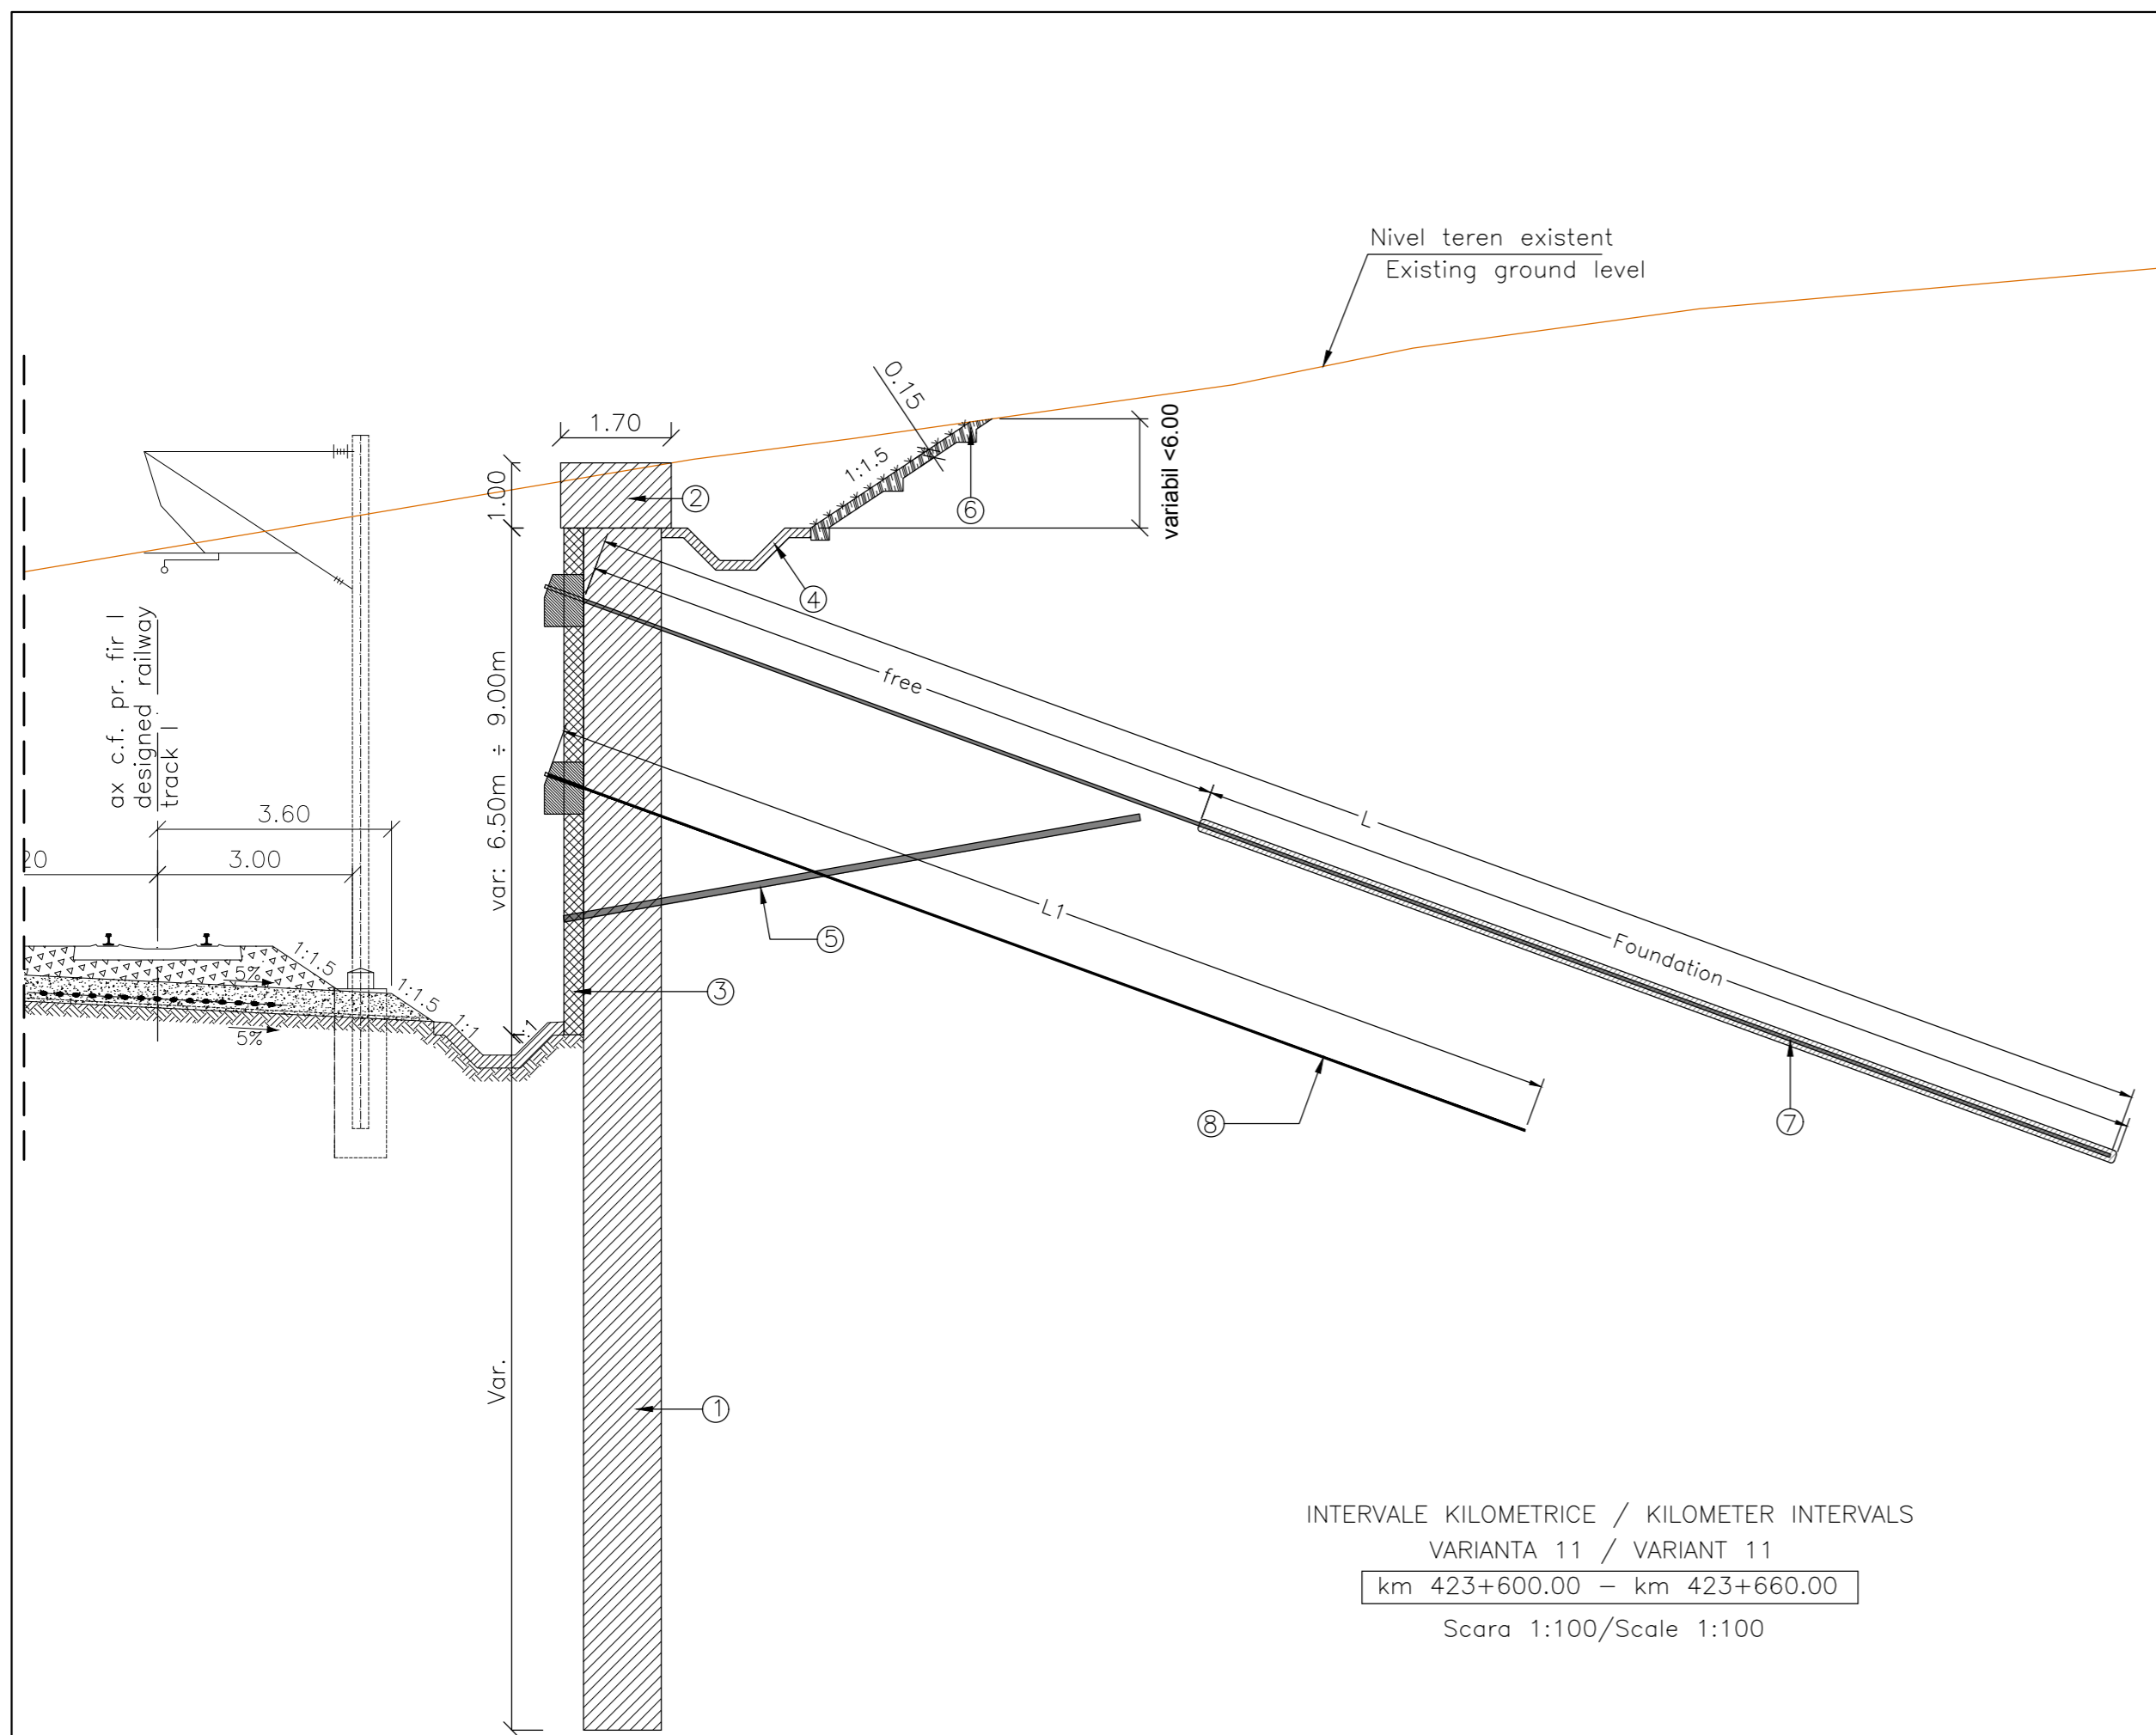 Nivel teren existent
Existing ground level
0.15
variabil <6.00
1.70
1:1.5
1.00
②
⑥
④
ax c.f. pr. fir I
designed railway
track I
free
var: 6.50m ÷ 9.00m
L
3.60
20
3.00
L1
⑤
Foundation
1:1.5
5%
1:1.5
③
1:1
1:1
5%
⑧
⑦
Var.
①
INTERVALE KILOMETRICE / KILOMETER INTERVALS
VARIANTA 11 / VARIANT 11
km 423+600.00 – km 423+660.00
Scara 1:100/Scale 1:100